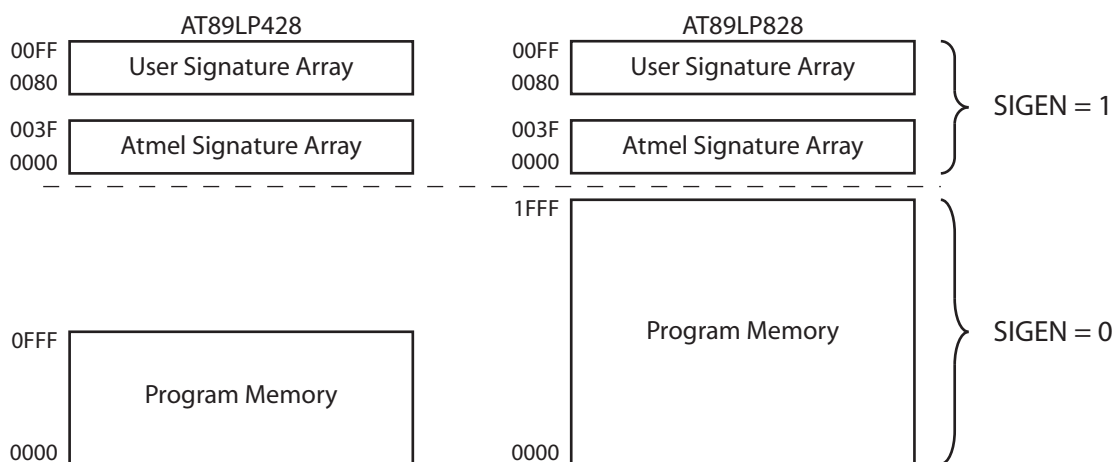 AT89LP428 AT89LP828
00FF User Signature Array 00FF User Signature Array
0080 0080
SIGEN = 1
003F Atmel Signature Array 003F Atmel Signature Array
0000 0000
1FFF
0FFF Program Memory SIGEN = 0
Program Memory
0000 0000